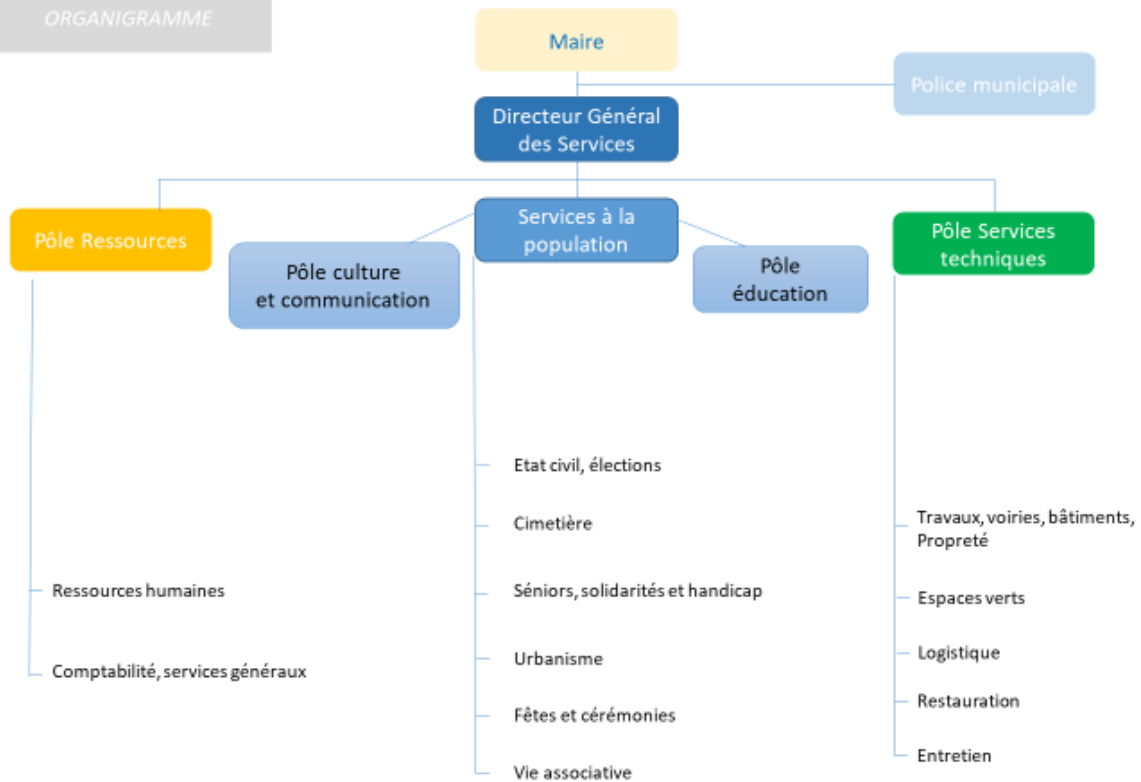 ORGANIGRAMME
Maire
Police municipale
Directeur Général
des Services
Pôle Ressources
Pôle culture
et communication
Services à la
population
Pôle
éducation
Pôle Services
techniques
Ressources humaines
Comptabilité, services généraux
Etat civil, élections
Cimetière
Séniors, solidarités et handicap
Urbanisme
Fêtes et cérémonies
Vie associative
Travaux, voiries, bâtiments,
Propreté
Espaces verts
Logistique
Restauration
Entretien